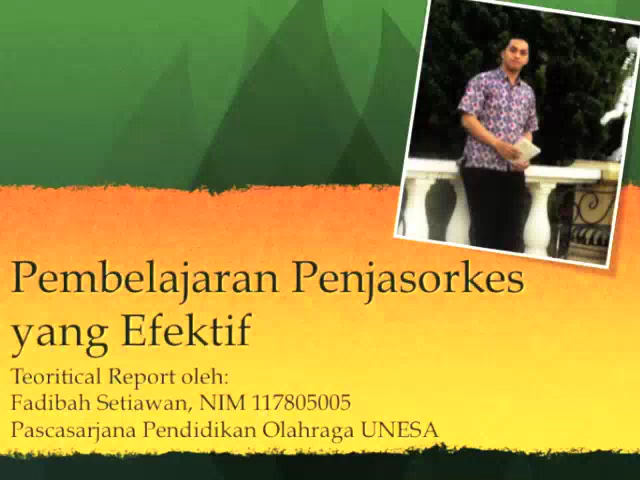 Pembelajaran Penjasorkes
yang Efektif
Teoritical Report oleh:
Fadibah Setiawan, NIM 117805005
Pascasarjana Pendidikan Olahraga UNESA